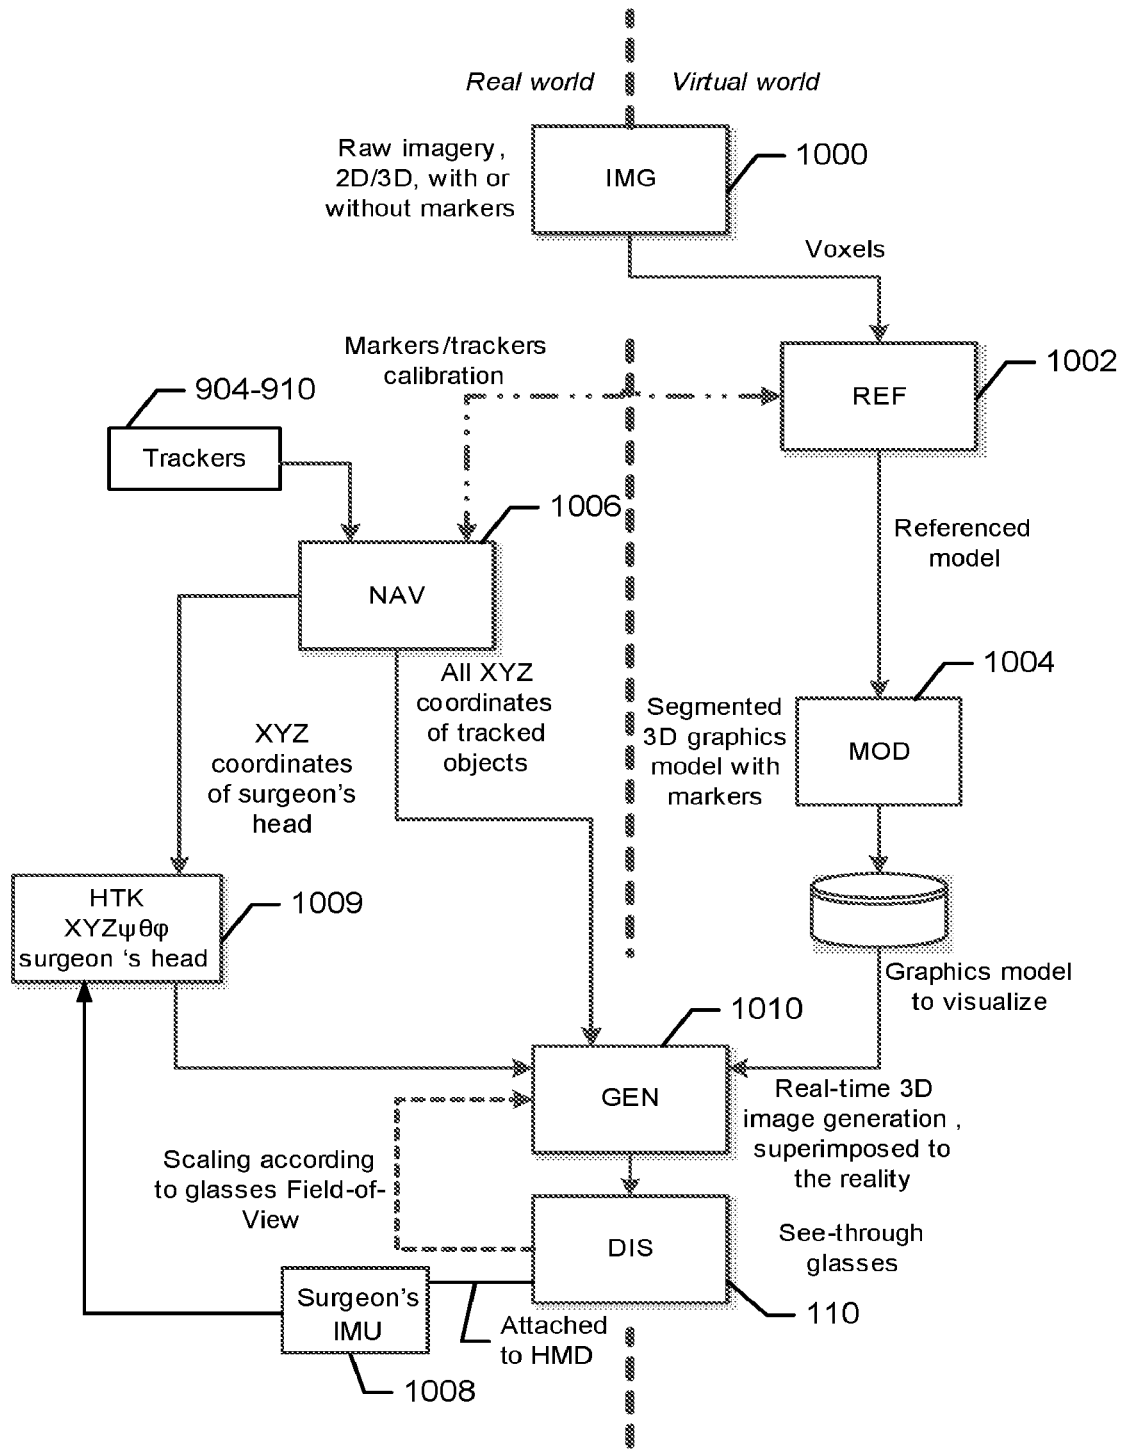 Real world
Virtual world
Raw imagery,
2D/3D, with or
without markers
IMG
1000
Voxels
Markers/trackers
calibration
REF
1002
904-910
Trackers
1006
NAV
Referenced
model
1004
All XYZ
coordinates
of tracked
objects
XYZ
coordinates
of surgeon's
head
Segmented
3D graphics
model with
markers
MOD
HTK
XYZψθφ
surgeon 's head
1009
Graphics model
to visualize
1010
GEN
Real-time 3D
image generation ,
superimposed to
the reality
Scaling according
to glasses Field-of-
View
DIS
See-through
glasses
110
Surgeon's
IMU
Attached
to HMD
1008